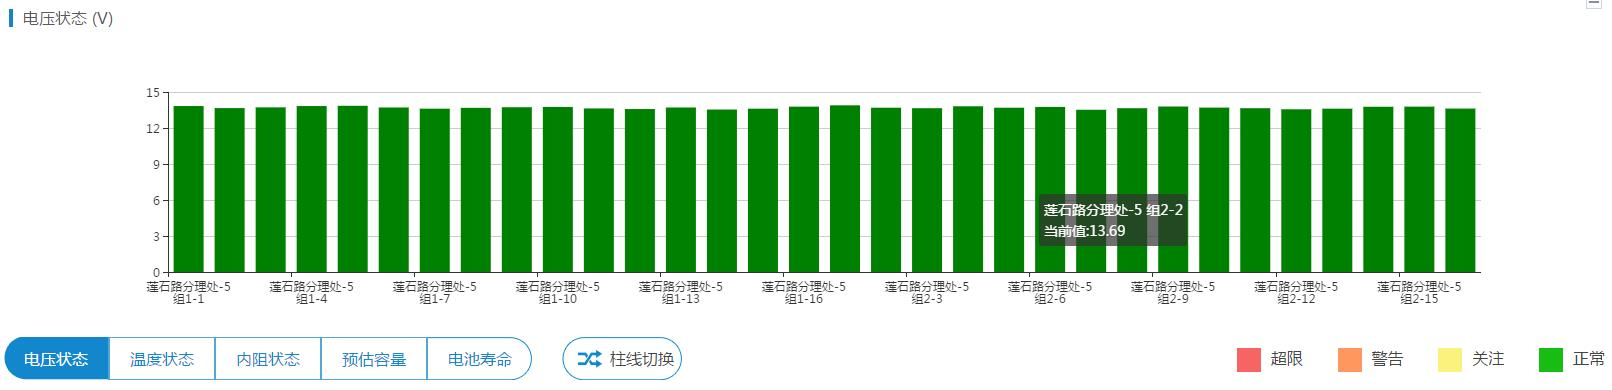 电压状态 (V)
15
12
9
6
3
0
莲石路分理处-5
组1-1
莲石路分理处-5
组1-4
莲石路分理处-5
组1-7
莲石路分理处-5
组1-10
莲石路分理处-5
组1-13
莲石路分理处-5
组1-16
莲石路分理处-5
组2-3
莲石路分理处-5
组2-6
莲石路分理处-5
组2-9
莲石路分理处-5
组2-12
莲石路分理处-5
组2-15
莲石路分理处-5 组2-2
当前值:13.69
电压状态
温度状态
内阻状态
预估容量
电池寿命
柱线切换
超限
警告
关注
正常